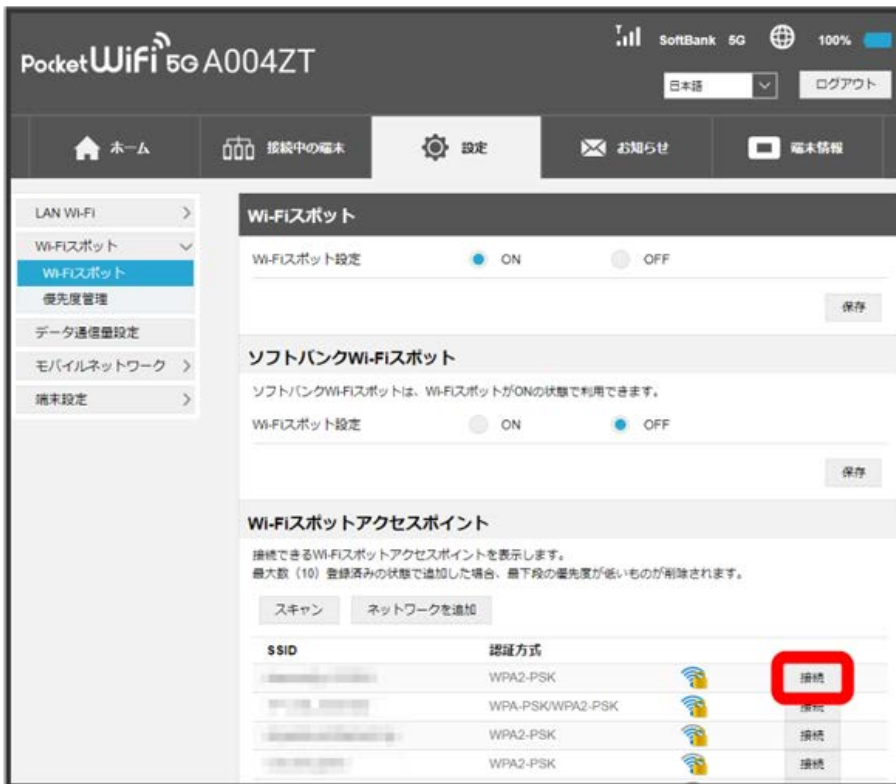 Pocket WiFi 5G A004ZT
SoftBank 5G 100%
日本語 ログアウト
ホーム 接続中の端末 設定 お知らせ 端末情報
LAN Wi-Fi
Wi-Fiスポット
Wi-Fiスポット
優先度管理
データ通信量設定
モバイルネットワーク
端末設定
Wi-Fiスポット
Wi-Fiスポット設定 ON OFF
保存
ソフトバンクWi-Fiスポット
ソフトバンクWi-Fiスポットは、Wi-FiスポットがONの状態で利用できます。
Wi-Fiスポット設定 ON OFF
保存
Wi-Fiスポットアクセスポイント
接続できるWi-Fiスポットアクセスポイントを表示します。
最大数（10）登録済みの状態で追加した場合、最下段の優先度が低いものが削除されます。
スキャン ネットワークを追加
SSID 認証方式
WPA2-PSK 接続
WPA-PSK/WPA2-PSK 接続
WPA2-PSK 接続
WPA2-PSK 接続